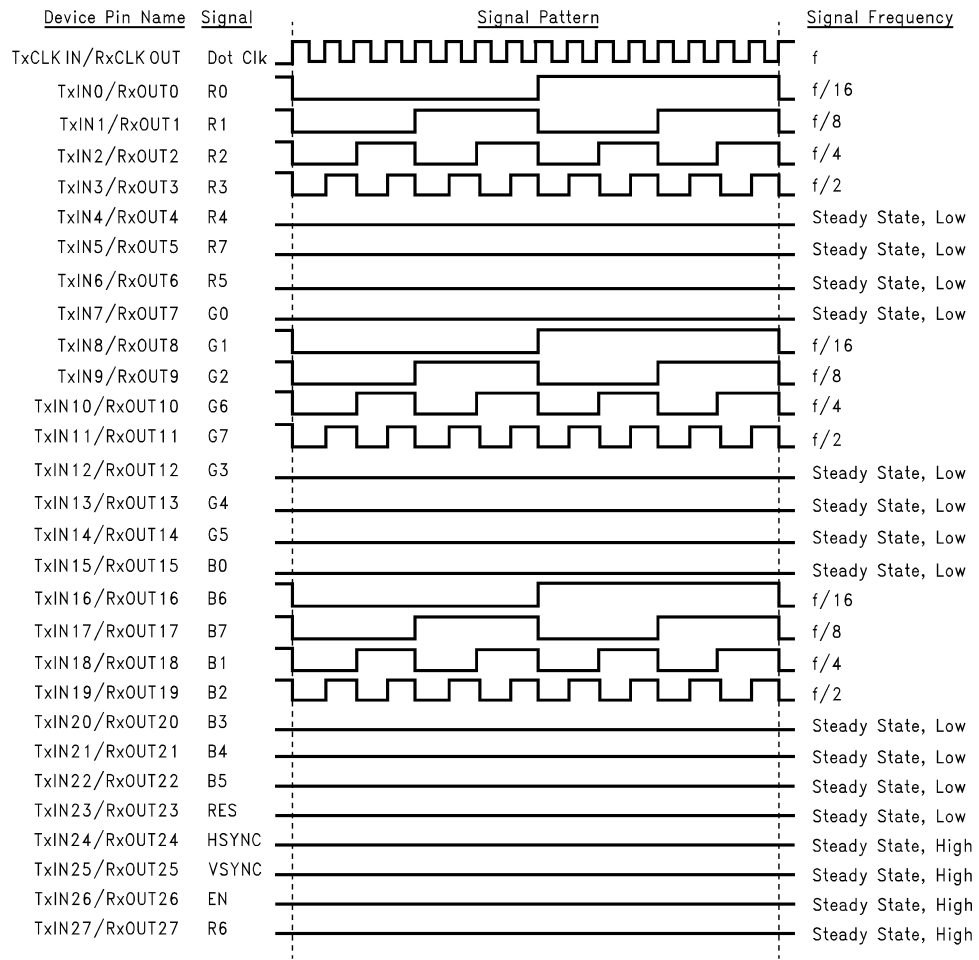 Device Pin Name Signal Signal Pattern Signal Frequency
TxCLK IN/RxCLK OUT Dot Clk f
TxIN0/RxOUT0 R0 f/16
TxIN1/RxOUT1 R1 f/8
TxIN2/RxOUT2 R2 f/4
TxIN3/RxOUT3 R3 f/2
TxIN4/RxOUT4 R4 Steady State, Low
TxIN5/RxOUT5 R7 Steady State, Low
TxIN6/RxOUT6 R5 Steady State, Low
TxIN7/RxOUT7 G0 Steady State, Low
TxIN8/RxOUT8 G1 f/16
TxIN9/RxOUT9 G2 f/8
TxIN10/RxOUT10 G6 f/4
TxIN11/RxOUT11 G7 f/2
TxIN12/RxOUT12 G3 Steady State, Low
TxIN13/RxOUT13 G4 Steady State, Low
TxIN14/RxOUT14 G5 Steady State, Low
TxIN15/RxOUT15 B0 Steady State, Low
TxIN16/RxOUT16 B6 f/16
TxIN17/RxOUT17 B7 f/8
TxIN18/RxOUT18 B1 f/4
TxIN19/RxOUT19 B2 f/2
TxIN20/RxOUT20 B3 Steady State, Low
TxIN21/RxOUT21 B4 Steady State, Low
TxIN22/RxOUT22 B5 Steady State, Low
TxIN23/RxOUT23 RES Steady State, Low
TxIN24/RxOUT24 HSYNC Steady State, High
TxIN25/RxOUT25 VSYNC Steady State, High
TxIN26/RxOUT26 EN Steady State, High
TxIN27/RxOUT27 R6 Steady State, High